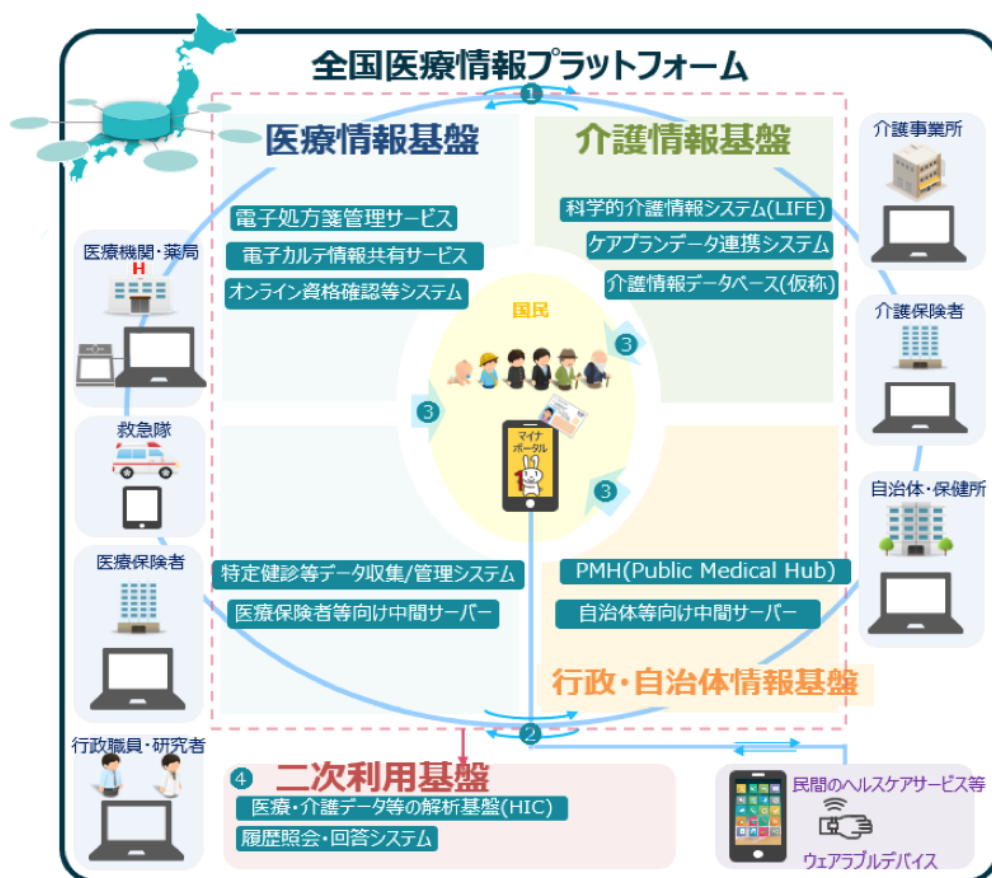 全国医療情報プラットフォーム
❶
医療情報基盤
介護情報基盤
介護事業所
電子処方箋管理サービス
科学的介護情報システム(LIFE)
電子カルテ情報共有サービス
ケアプランデータ連携システム
医療機関・薬局
H
オンライン資格確認等システム
介護情報データベース(仮称)
国民
介護保険者
❸
❸
救急隊
マイナ
ポータル
❸
自治体・保健所
医療保険者
特定健診等データ収集/管理システム
PMH(Public Medical Hub)
医療保険者等向け中間サーバー
自治体等向け中間サーバー
行政・自治体情報基盤
❷
行政職員・研究者
❹ 二次利用基盤
医療・介護データ等の解析基盤(HIC)
履歴照会・回答システム
民間のヘルスケアサービス等
ウェアラブルデバイス